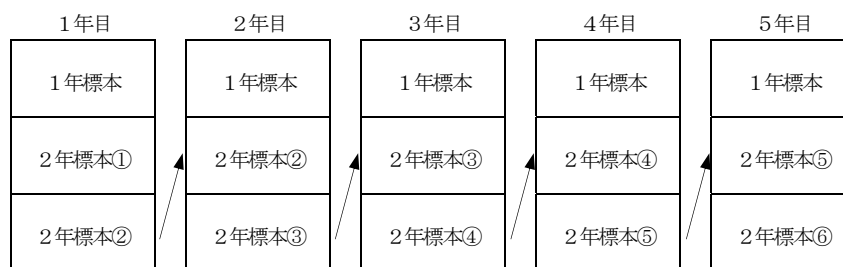 １年目 ２年目 ３年目 ４年目 ５年目
１年標本 １年標本 １年標本 １年標本 １年標本
２年標本① ２年標本② ２年標本③ ２年標本④ ２年標本⑤
２年標本② ２年標本③ ２年標本④ ２年標本⑤ ２年標本⑥